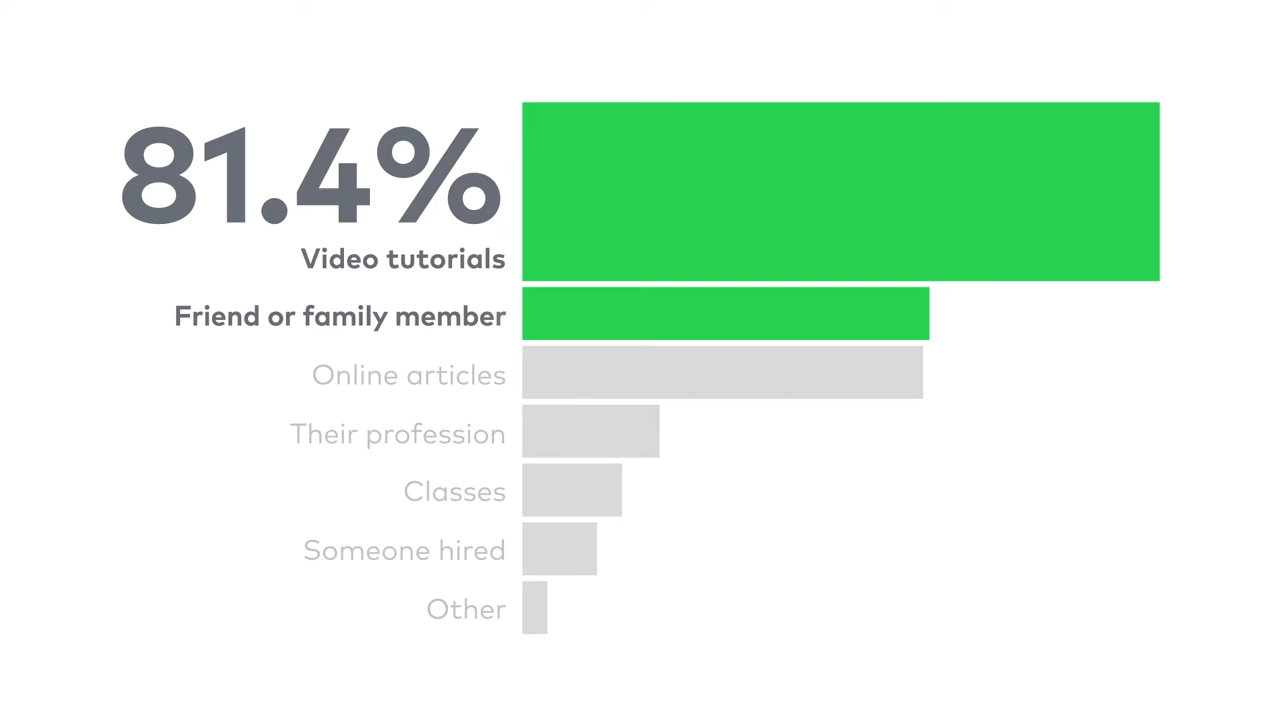 81.4%
Video tutorials
Friend or family member
Online articles
Their profession
Classes
Someone hired
Other